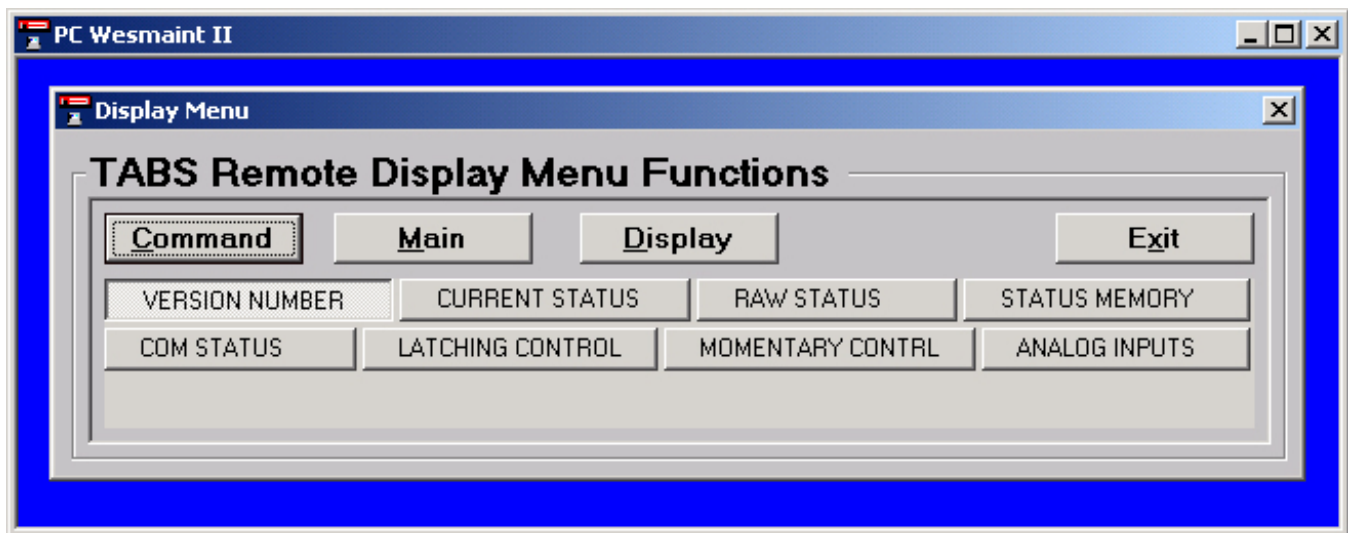 PC Wesmaint II
Display Menu
TABS Remote Display Menu Functions
Command Main Display Exit
VERSION NUMBER CURRENT STATUS RAW STATUS STATUS MEMORY
COM STATUS LATCHING CONTROL MOMENTARY CONTRL ANALOG INPUTS